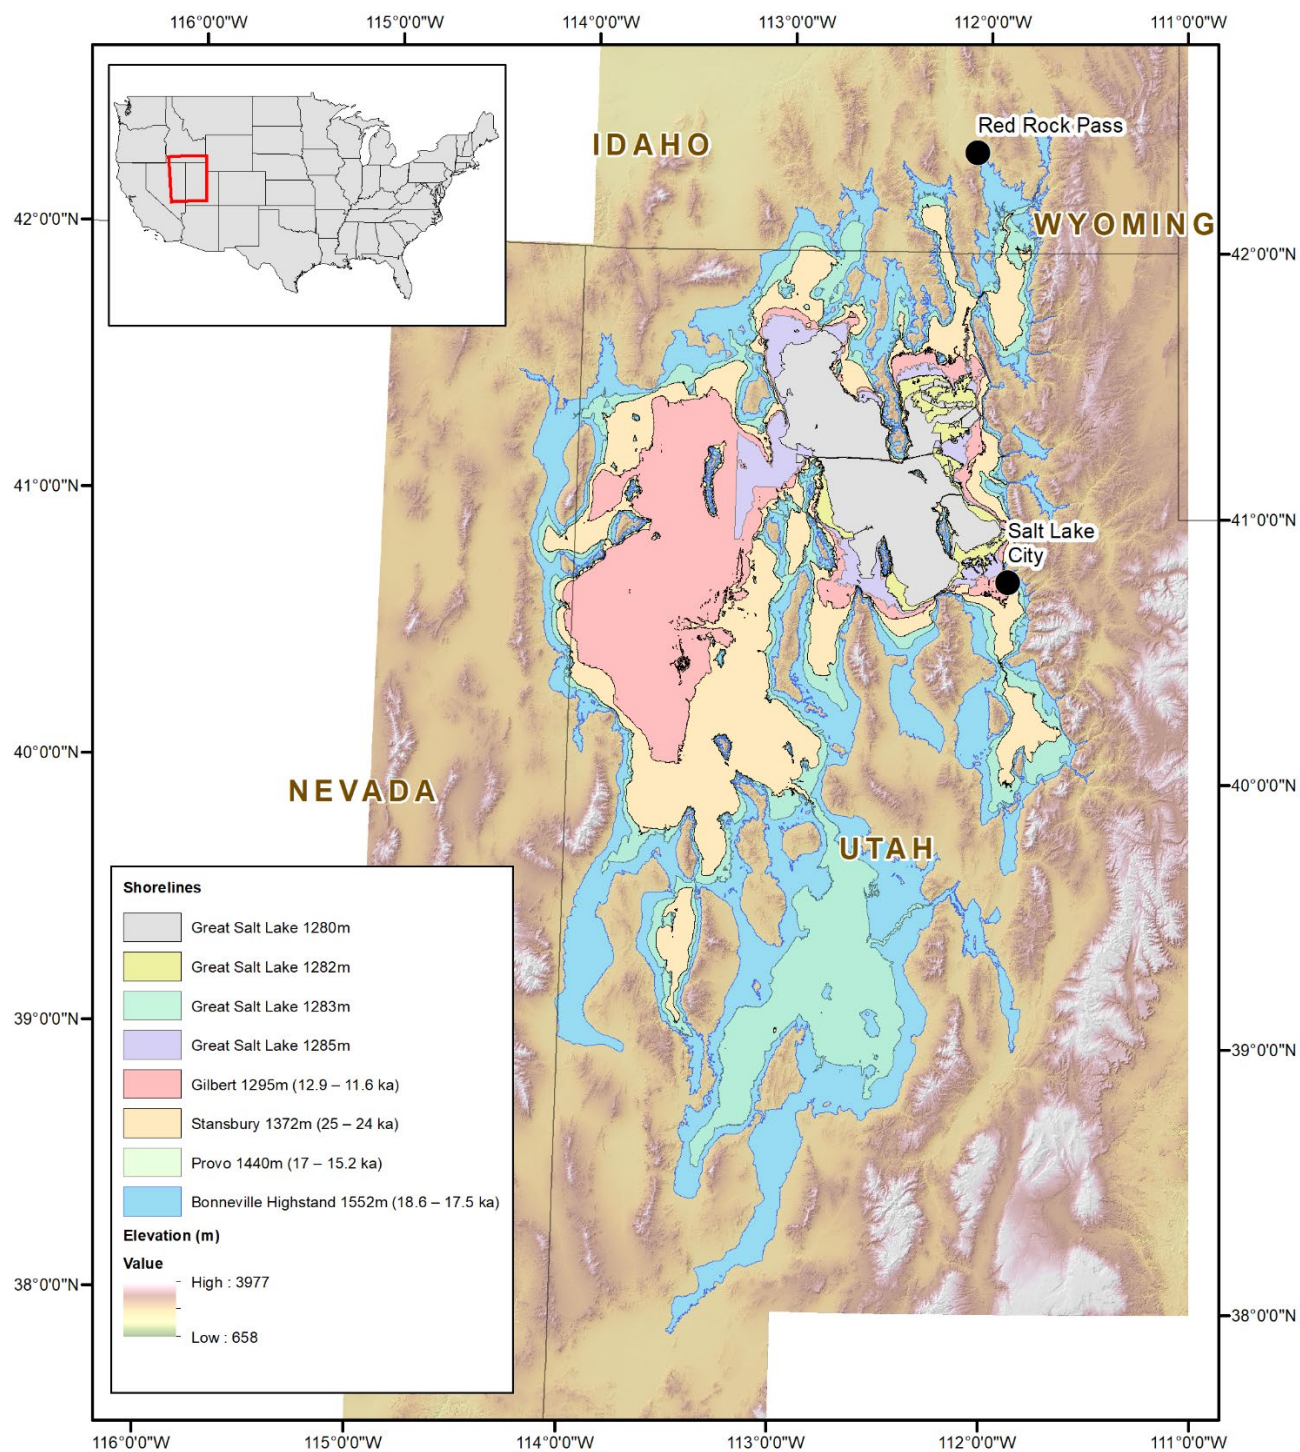 116°0'0"W 115°0'0"W 114°0'0"W 113°0'0"W 112°0'0"W 111°0'0"W
Red Rock Pass
IDAHO
WYOMING
42°0'0"N
42°0'0"N
41°0'0"N
41°0'0"N
Salt Lake
City
40°0'0"N
40°0'0"N
NEVADA
UTAH
Shorelines
Great Salt Lake 1280m
Great Salt Lake 1282m
Great Salt Lake 1283m
Great Salt Lake 1285m
Gilbert 1295m (12.9 – 11.6 ka)
Stansbury 1372m (25 – 24 ka)
Provo 1440m (17 – 15.2 ka)
Bonneville Highstand 1552m (18.6 – 17.5 ka)
Elevation (m)
Value
High : 3977
Low : 658
39°0'0"N
39°0'0"N
38°0'0"N
38°0'0"N
116°0'0"W 115°0'0"W 114°0'0"W 113°0'0"W 112°0'0"W 111°0'0"W